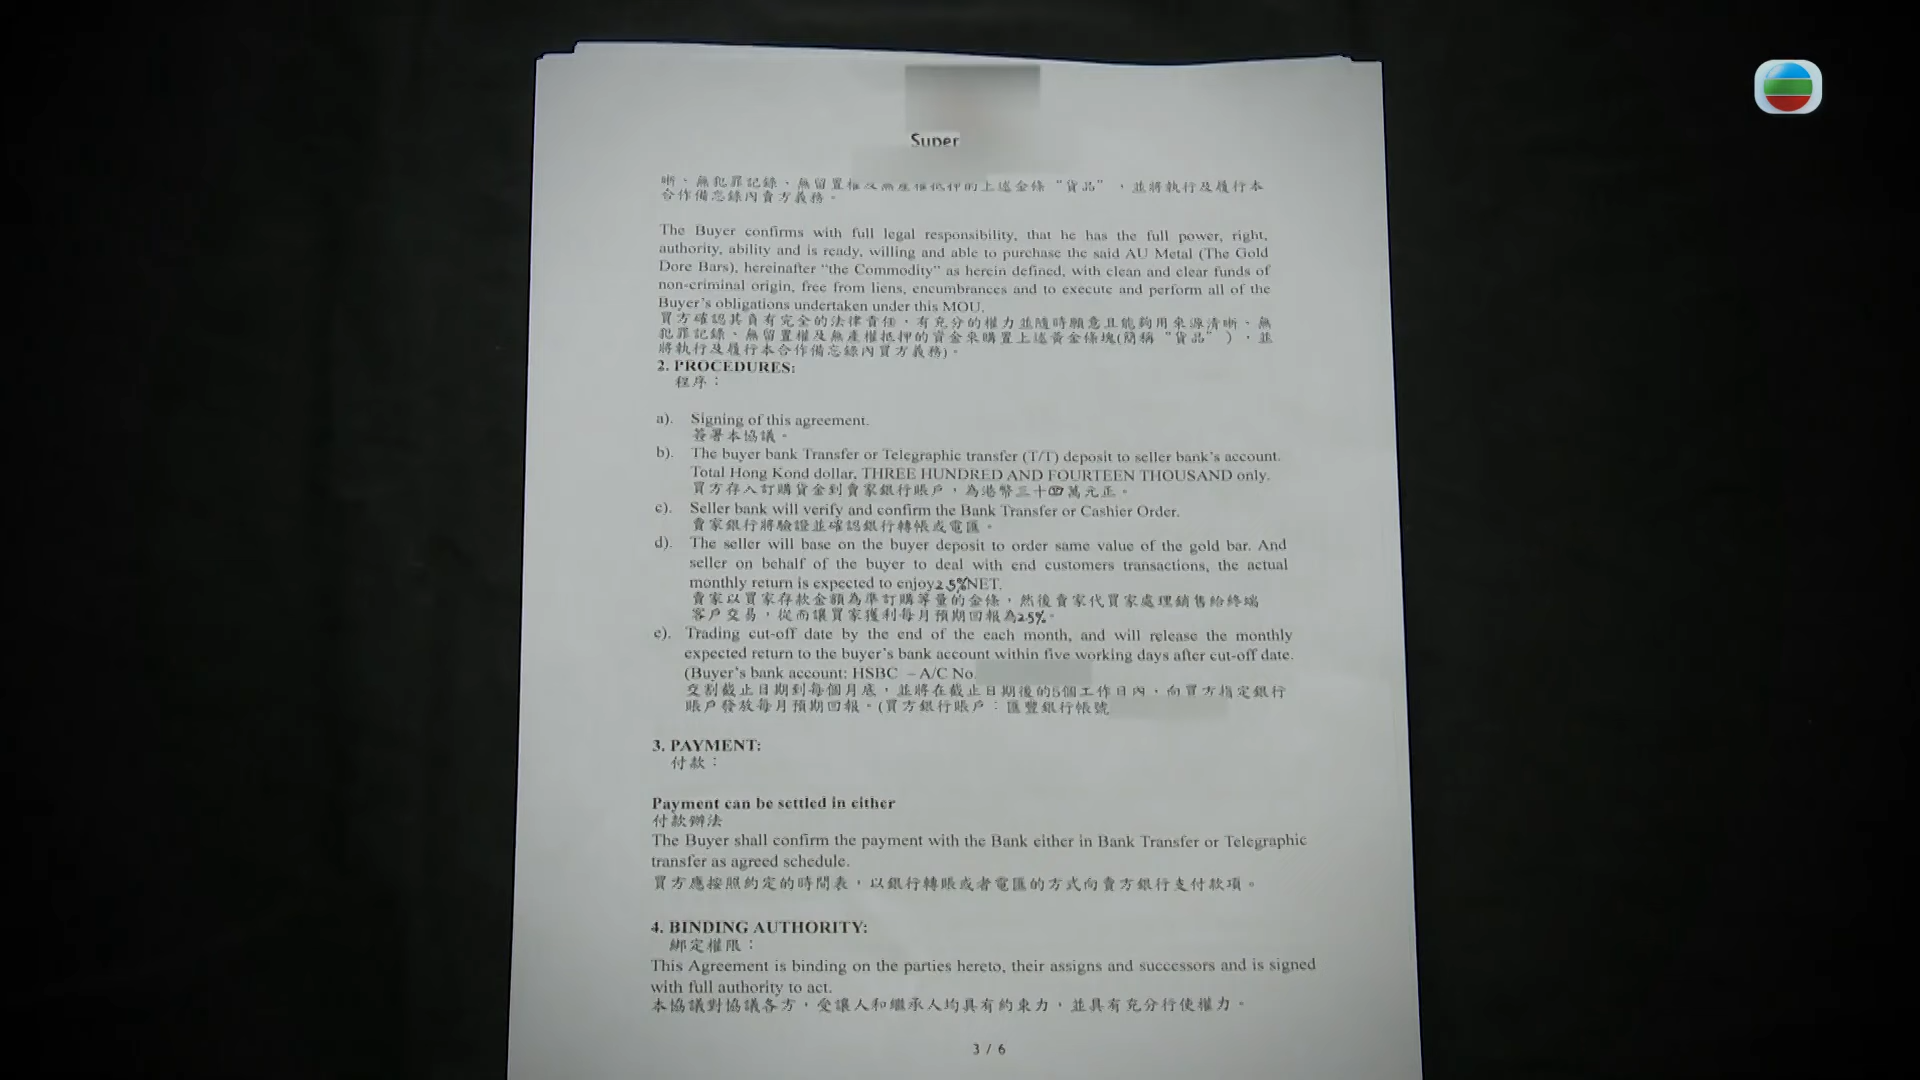 Super
晰、無犯罪記錄、無留置權及無產權抵押的上述金條“貨品”，並將執行及履行本
合作備忘錄內賣方義務。
The Buyer confirms with full legal responsibility, that he has the full power, right,
authority, ability and is ready, willing and able to purchase the said AU Metal (The Gold
Dore Bars), hereinafter "the Commodity" as herein defined, with clean and clear funds of
non-criminal origin, free from liens, encumbrances and to execute and perform all of the
Buyer's obligations undertaken under this MOU.
買方確認其負有完全的法律責任，有充分的權力並隨時願意且能夠用來源清晰、無
犯罪記錄、無留置權及無產權抵押的資金來購置上述黃金條塊(簡稱“貨品”)，並
將執行及履行本合作備忘錄內買方義務)。
2. PROCEDURES:
程序：
a). Signing of this agreement.
簽署本協議。
b). The buyer bank Transfer or Telegraphic transfer (T/T) deposit to seller bank's account.
Total Hong Kond dollar, THREE HUNDRED AND FOURTEEN THOUSAND only.
買方存入訂購貨金到賣家銀行賬戶，為港幣三十四萬元正。
c). Seller bank will verify and confirm the Bank Transfer or Cashier Order.
賣家銀行將驗證並確認銀行轉帳或電匯。
d). The seller will base on the buyer deposit to order same value of the gold bar. And
seller on behalf of the buyer to deal with end customers transactions, the actual
monthly return is expected to enjoy 2.5% NET.
賣家以買家存款金額為準訂購等量的金條，然後賣家代買家處理銷售給終端
客戶交易，從而讓買家獲利每月預期回報為2.5%。
e). Trading cut-off date by the end of the each month, and will release the monthly
expected return to the buyer's bank account within five working days after cut-off date.
(Buyer's bank account: HSBC – A/C No.
交割截止日期到每個月底，並將在截止日期後的5個工作日內，向買方指定銀行
賬戶發放每月預期回報。(買方銀行賬戶：匯豐銀行帳號
3. PAYMENT:
付款：
Payment can be settled in either
付款辦法
The Buyer shall confirm the payment with the Bank either in Bank Transfer or Telegraphic
transfer as agreed schedule.
買方應按照約定的時間表，以銀行轉賬或者電匯的方式向賣方銀行支付款項。
4. BINDING AUTHORITY:
綁定權限：
This Agreement is binding on the parties hereto, their assigns and successors and is signed
with full authority to act.
本協議對協議各方，受讓人和繼承人均具有約束力，並具有充分行使權力。
3 / 6